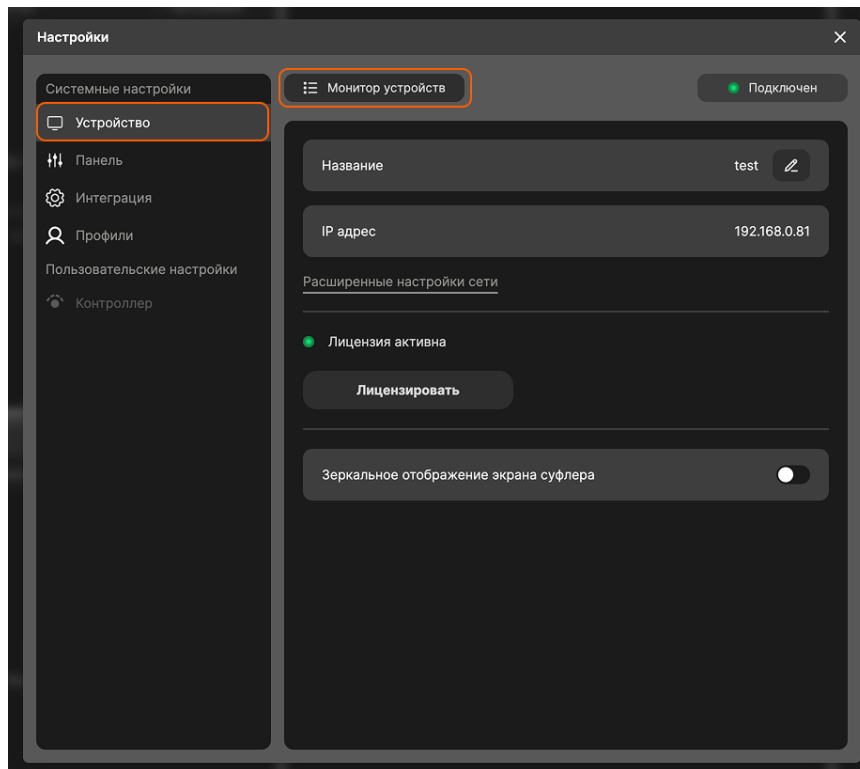 Настройки
Системные настройки
Устройство
Панель
Интеграция
Профили
Пользовательские настройки
Контроллер
Монитор устройств
Подключен
Название test
IP адрес 192.168.0.81
Расширенные настройки сети
Лицензия активна
Лицензировать
Зеркальное отображение экрана суфлера